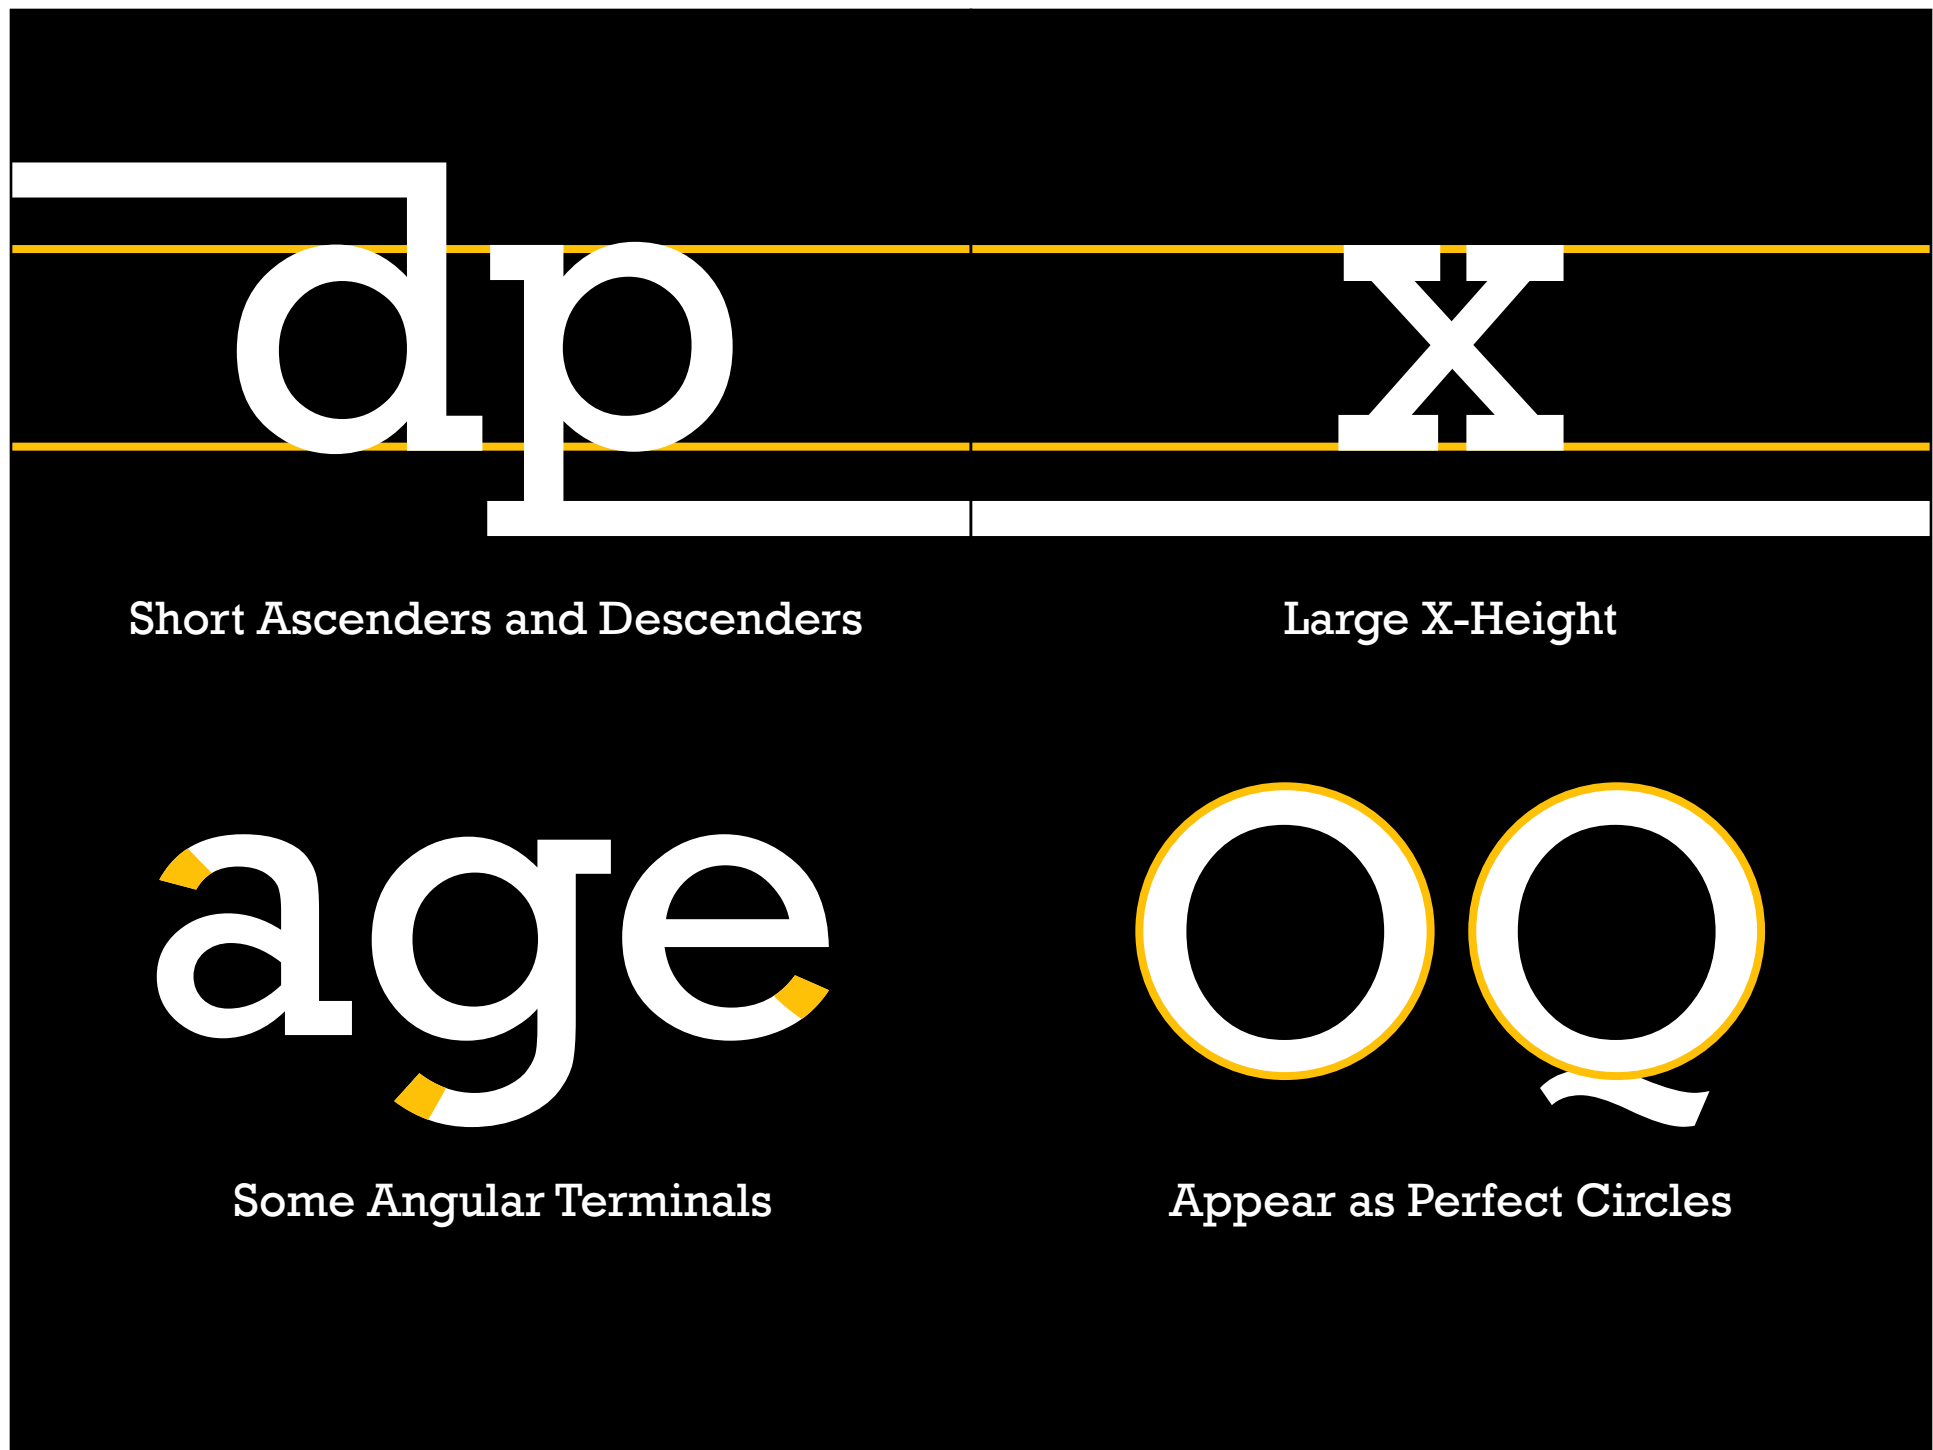 dp x
Short Ascenders and Descenders
Large X-Height
age
OQ
Some Angular Terminals
Appear as Perfect Circles